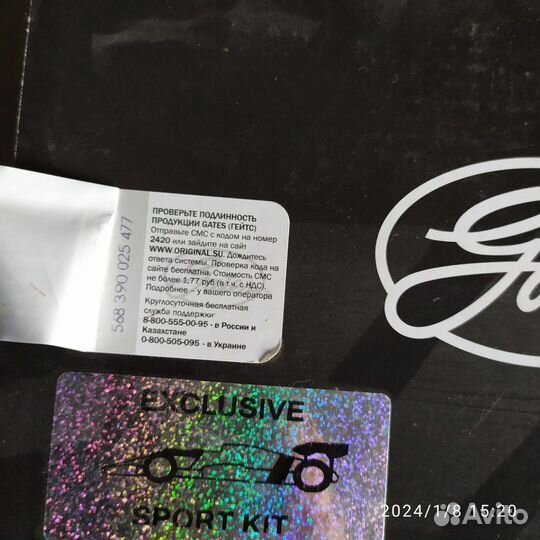 ПРОВЕРЬТЕ ПОДЛИННОСТЬ
ПРОДУКЦИИ GATES (ГЕЙТС)
Отправьте СМС с кодом на номер
2420 или зайдите на сайт
WWW.ORIGINAL.SU. Дождитесь
ответа системы. Проверка кода на
сайте бесплатна. Стоимость СМС
не более 1,77 руб (в т.ч. с НДС).
Подробнее – у вашего оператора
Круглосуточная бесплатная
служба поддержки:
8-800-555-00-95 - в России и
Казахстане
0-800-505-095 - в Украине
568 390 025 477
EXCLUSIVE
SPORT KIT
2024/1/8 15:20
Avito